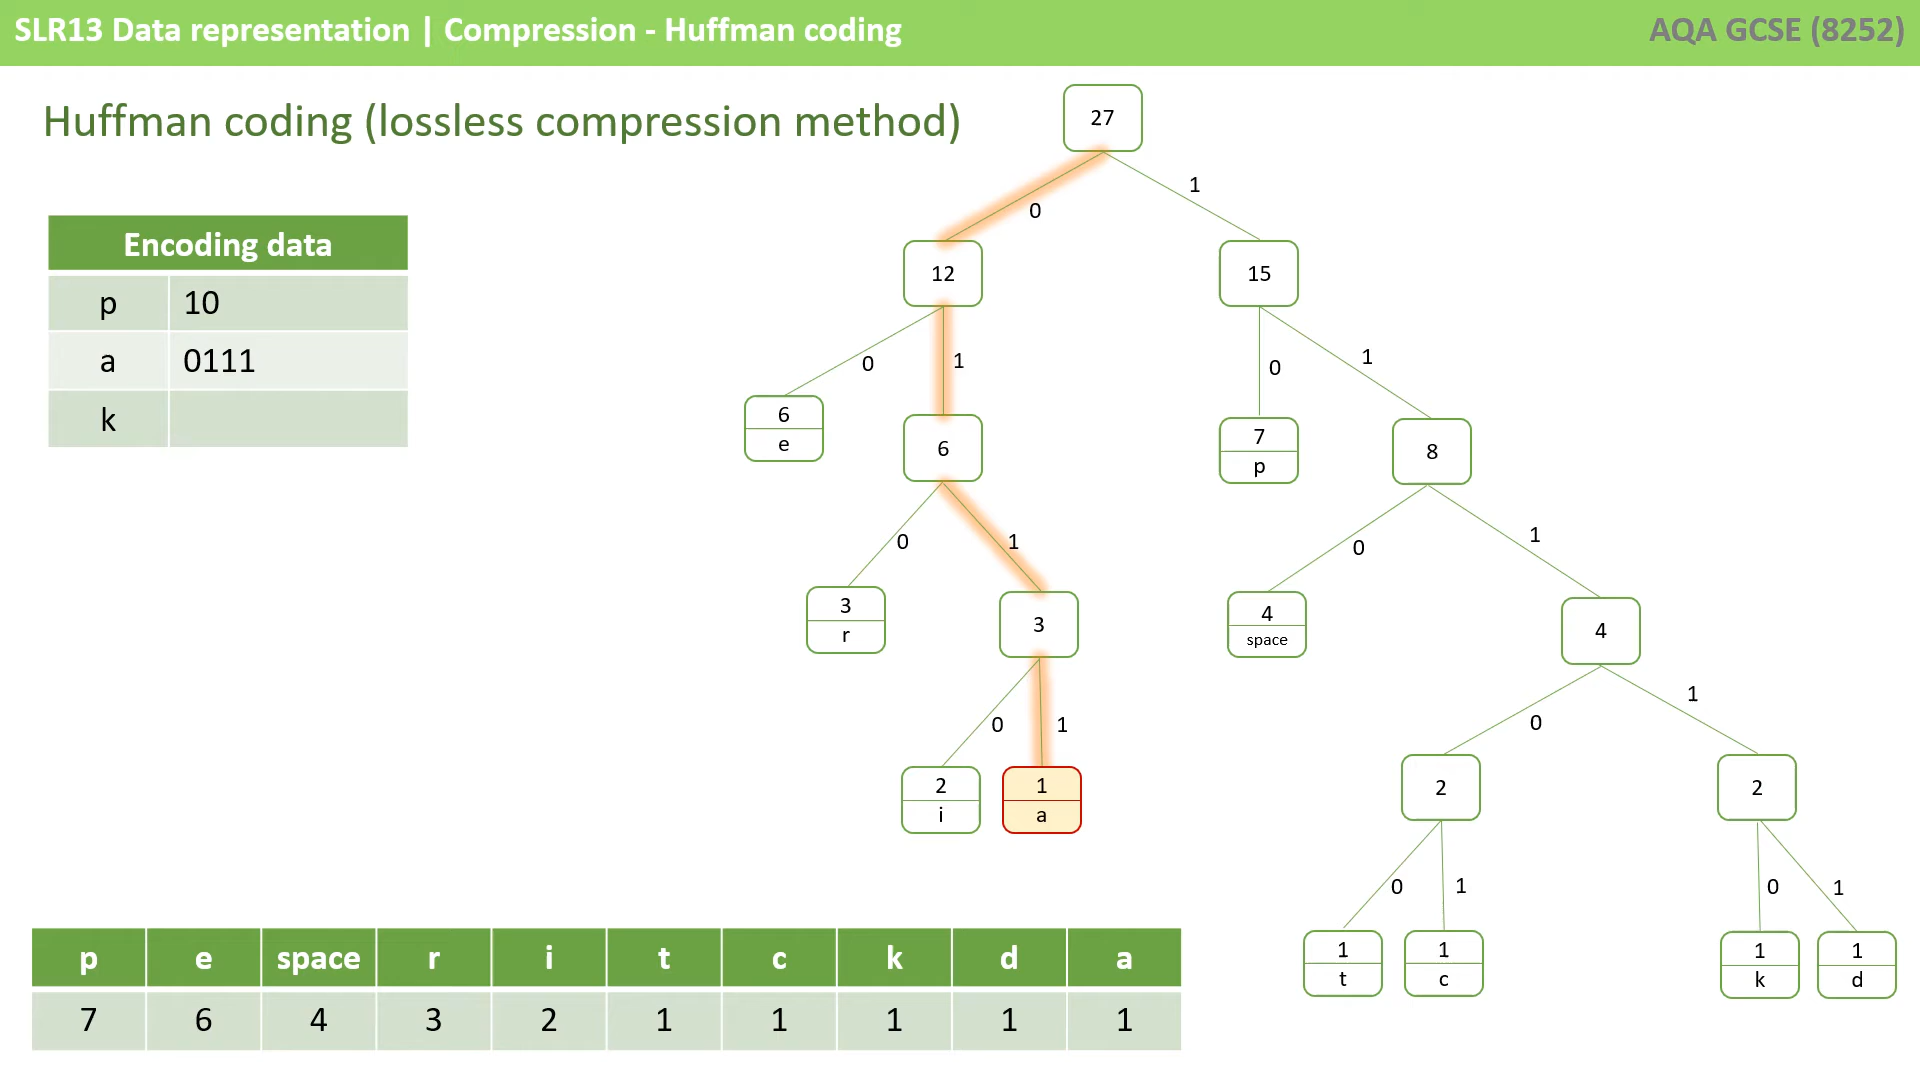 SLR13 Data representation | Compression - Huffman coding
AQA GCSE (8252)
Huffman coding (lossless compression method)
Encoding data
p 10
a 0111
k
27
0 1
12 15
0 1 0 1
6
e
6
7
p
8
0 1 0 1
3
r
3
4
space
4
0 1 0 1
2
i
1
a
2 2
0 1 0 1
1
t
1
c
1
k
1
d
p e space r i t c k d a
7 6 4 3 2 1 1 1 1 1